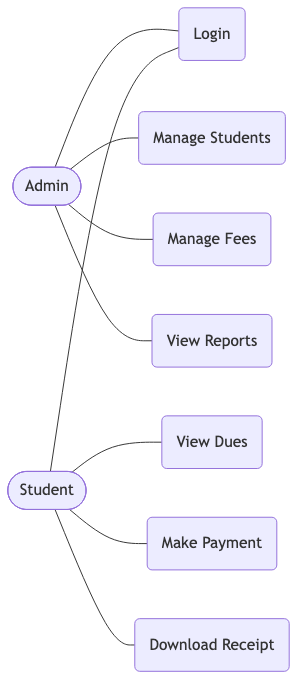 Login
Manage Students
Admin
Manage Fees
View Reports
View Dues
Student
Make Payment
Download Receipt